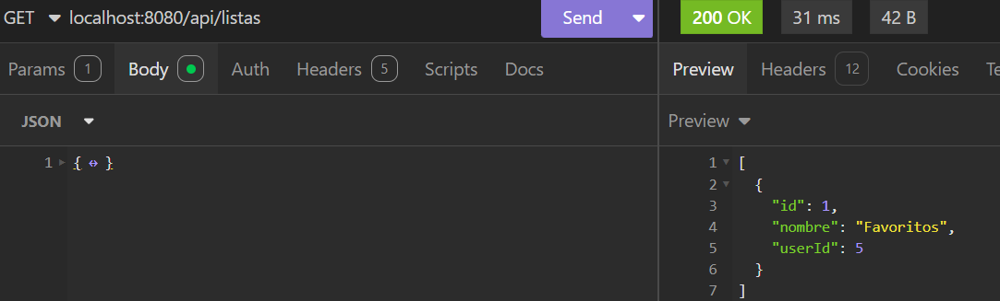 GET localhost:8080/api/listas Send 200 OK 31 ms 42 B
Params 1 Body Auth Headers 5 Scripts Docs Preview Headers 12 Cookies Te
JSON Preview
1 { ↔ } 1 [
2 {
3 "id": 1,
4 "nombre": "Favoritos",
5 "userId": 5
6 }
7 ]